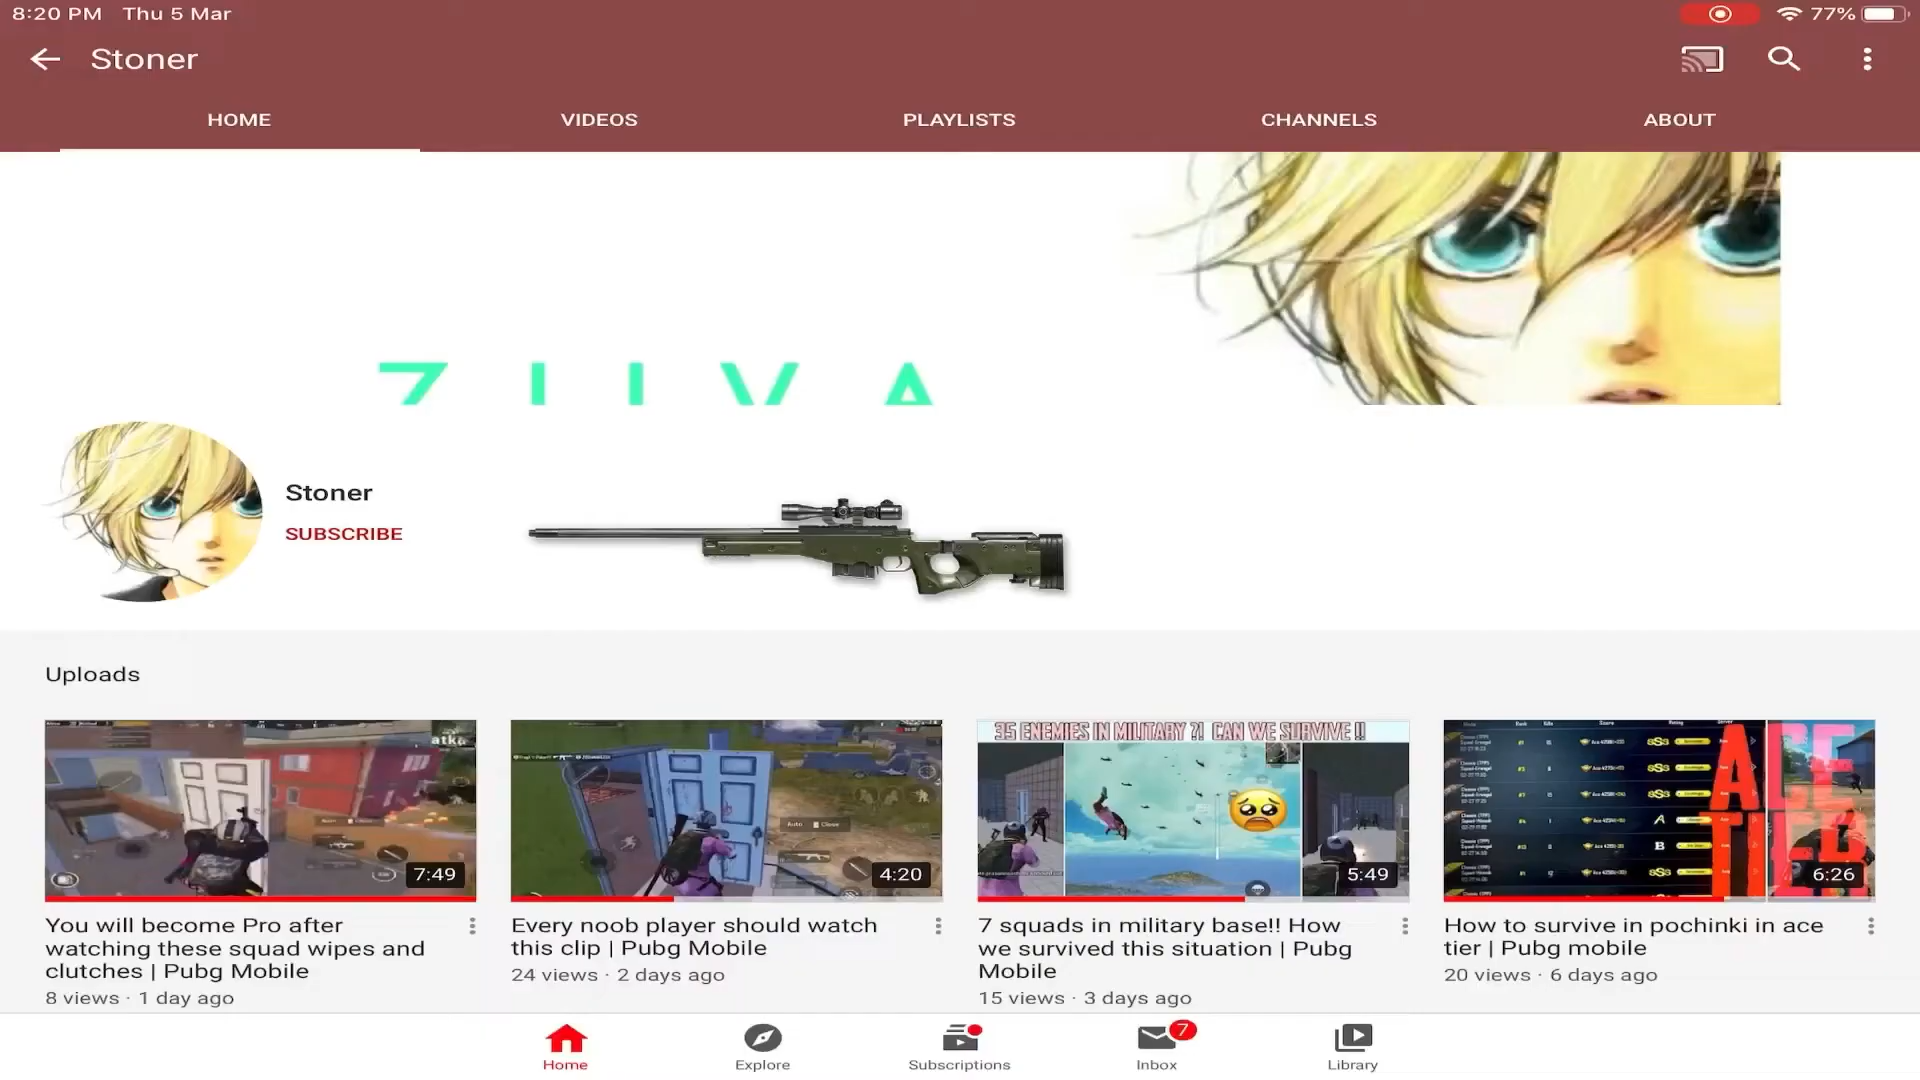 8:20 PM Thu 5 Mar
77%
Stoner
HOME VIDEOS PLAYLISTS CHANNELS ABOUT
Stoner
SUBSCRIBE
Uploads
7:49
You will become Pro after
watching these squad wipes and
clutches | Pubg Mobile
8 views · 1 day ago
Auto Close
4:20
Every noob player should watch
this clip | Pubg Mobile
24 views · 2 days ago
35 ENEMIES IN MILITARY ?! CAN WE SURVIVE !!
5:49
7 squads in military base!! How
we survived this situation | Pubg
Mobile
15 views · 3 days ago
ACE
TIER
6:26
How to survive in pochinki in ace
tier | Pubg mobile
20 views · 6 days ago
Home
Explore
Subscriptions
7
Inbox
Library